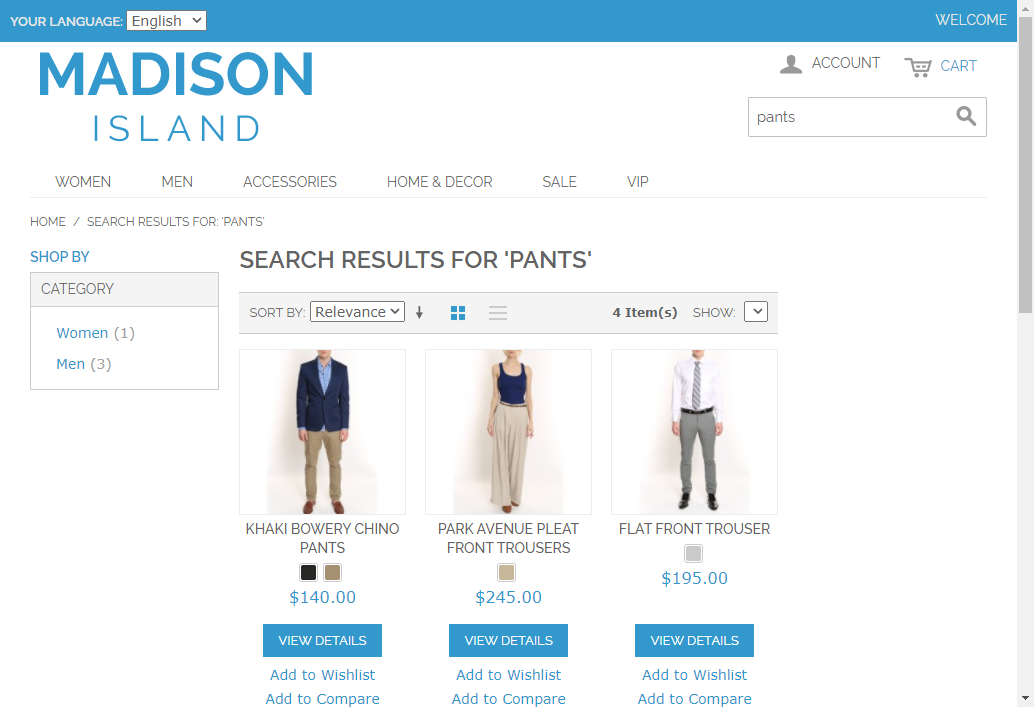 YOUR LANGUAGE: English
WELCOME
MADISON
ISLAND
ACCOUNT
CART
pants
WOMEN MEN ACCESSORIES HOME & DECOR SALE VIP
HOME / SEARCH RESULTS FOR: 'PANTS'
SHOP BY
CATEGORY
Women (1)
Men (3)
SEARCH RESULTS FOR 'PANTS'
SORT BY: Relevance
4 Item(s) SHOW:
KHAKI BOWERY CHINO
PANTS
$140.00
VIEW DETAILS
Add to Wishlist
Add to Compare
PARK AVENUE PLEAT
FRONT TROUSERS
$245.00
VIEW DETAILS
Add to Wishlist
Add to Compare
FLAT FRONT TROUSER
$195.00
VIEW DETAILS
Add to Wishlist
Add to Compare